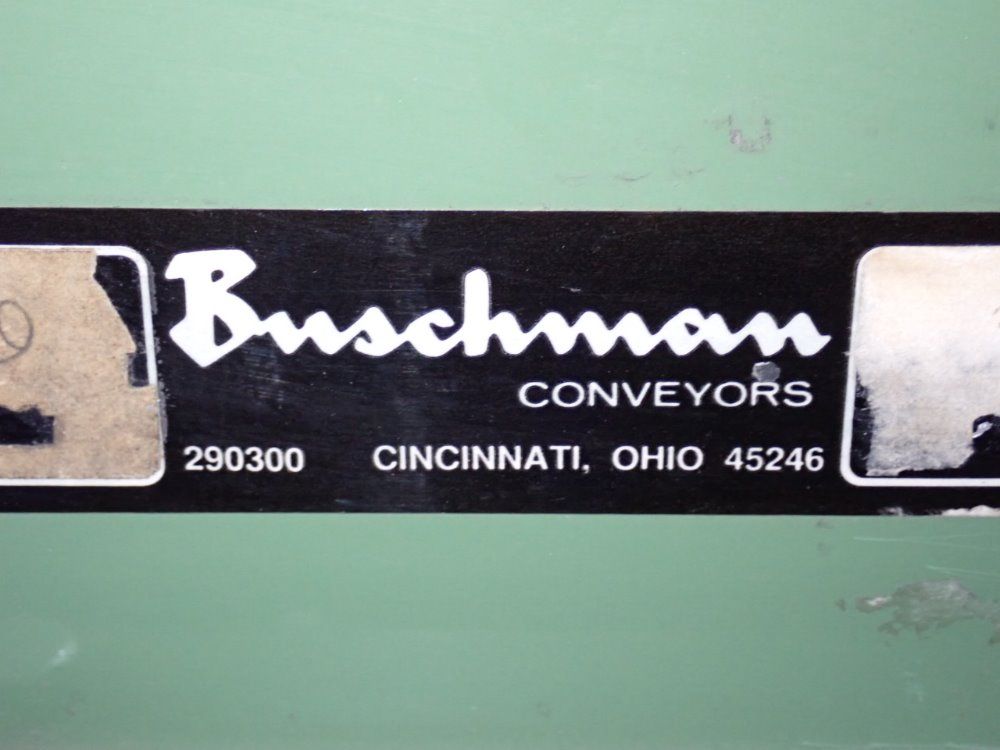 Buschman
CONVEYORS
290300 CINCINNATI, OHIO 45246